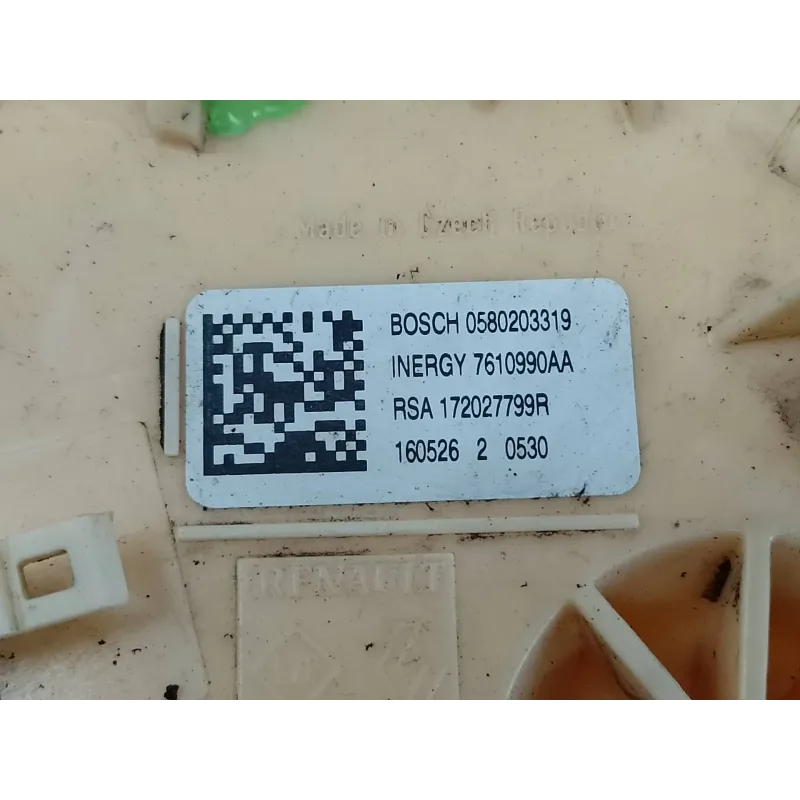 Made in Czech Republic
BOSCH 0580203319
INERGY 7610990AA
RSA 172027799R
160526 2 0530
RENAULT